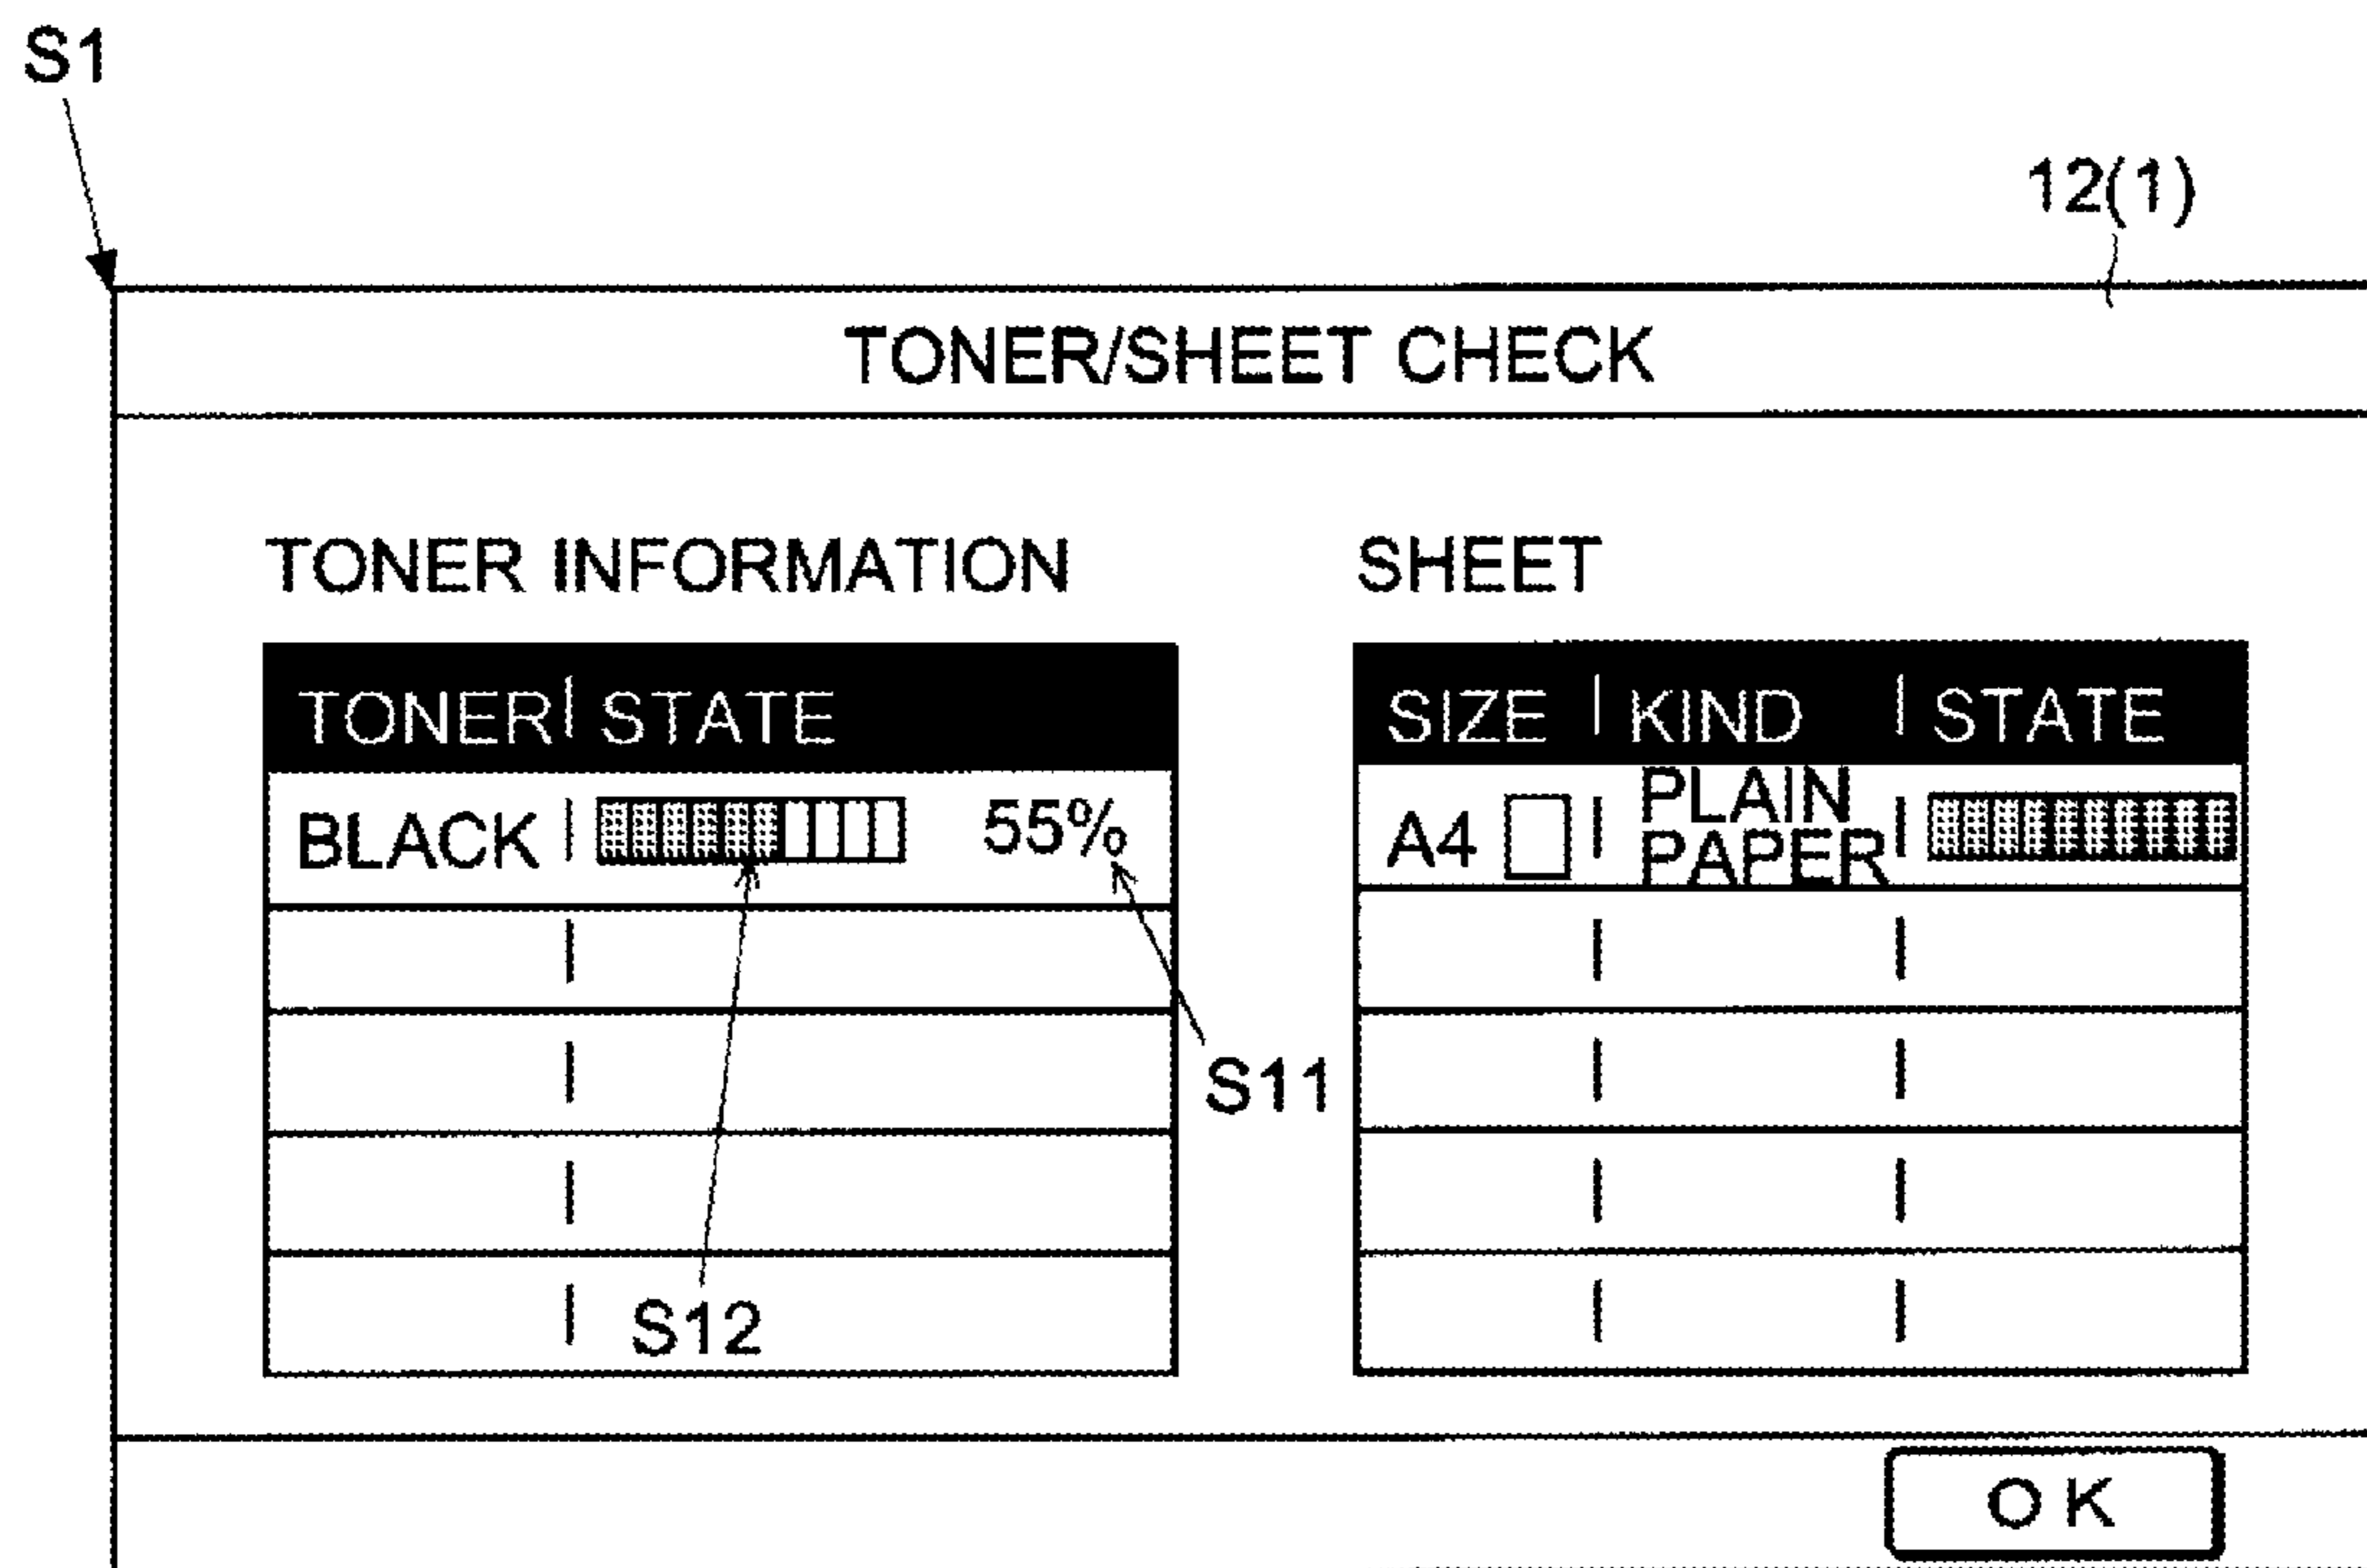 S1
12(1)
TONER/SHEET CHECK
TONER INFORMATION
SHEET
TONER STATE
BLACK 55%
S11
S12
SIZE KIND STATE
A4 PLAIN
PAPER
OK